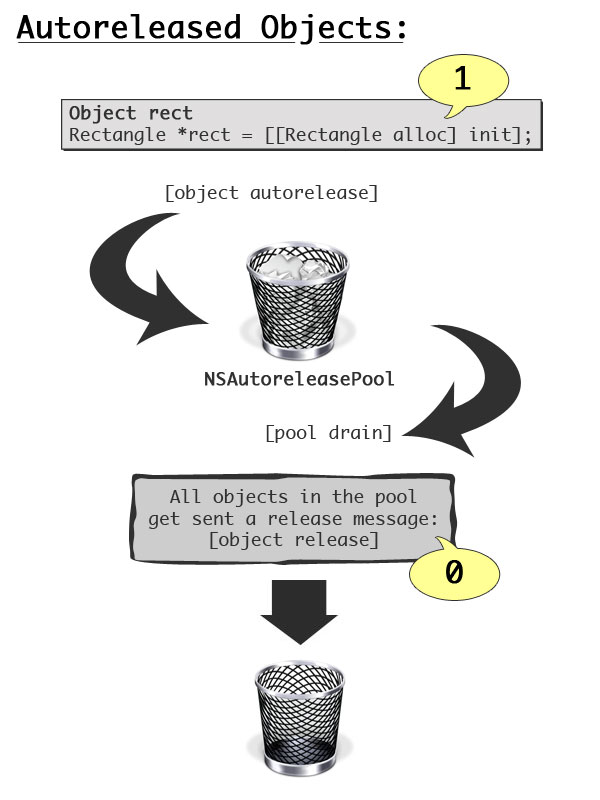 Autoreleased Objects:
1
Object rect
Rectangle *rect = [[Rectangle alloc] init];
[object autorelease]
NSAutoreleasePool
[pool drain]
All objects in the pool
get sent a release message:
[object release]
0